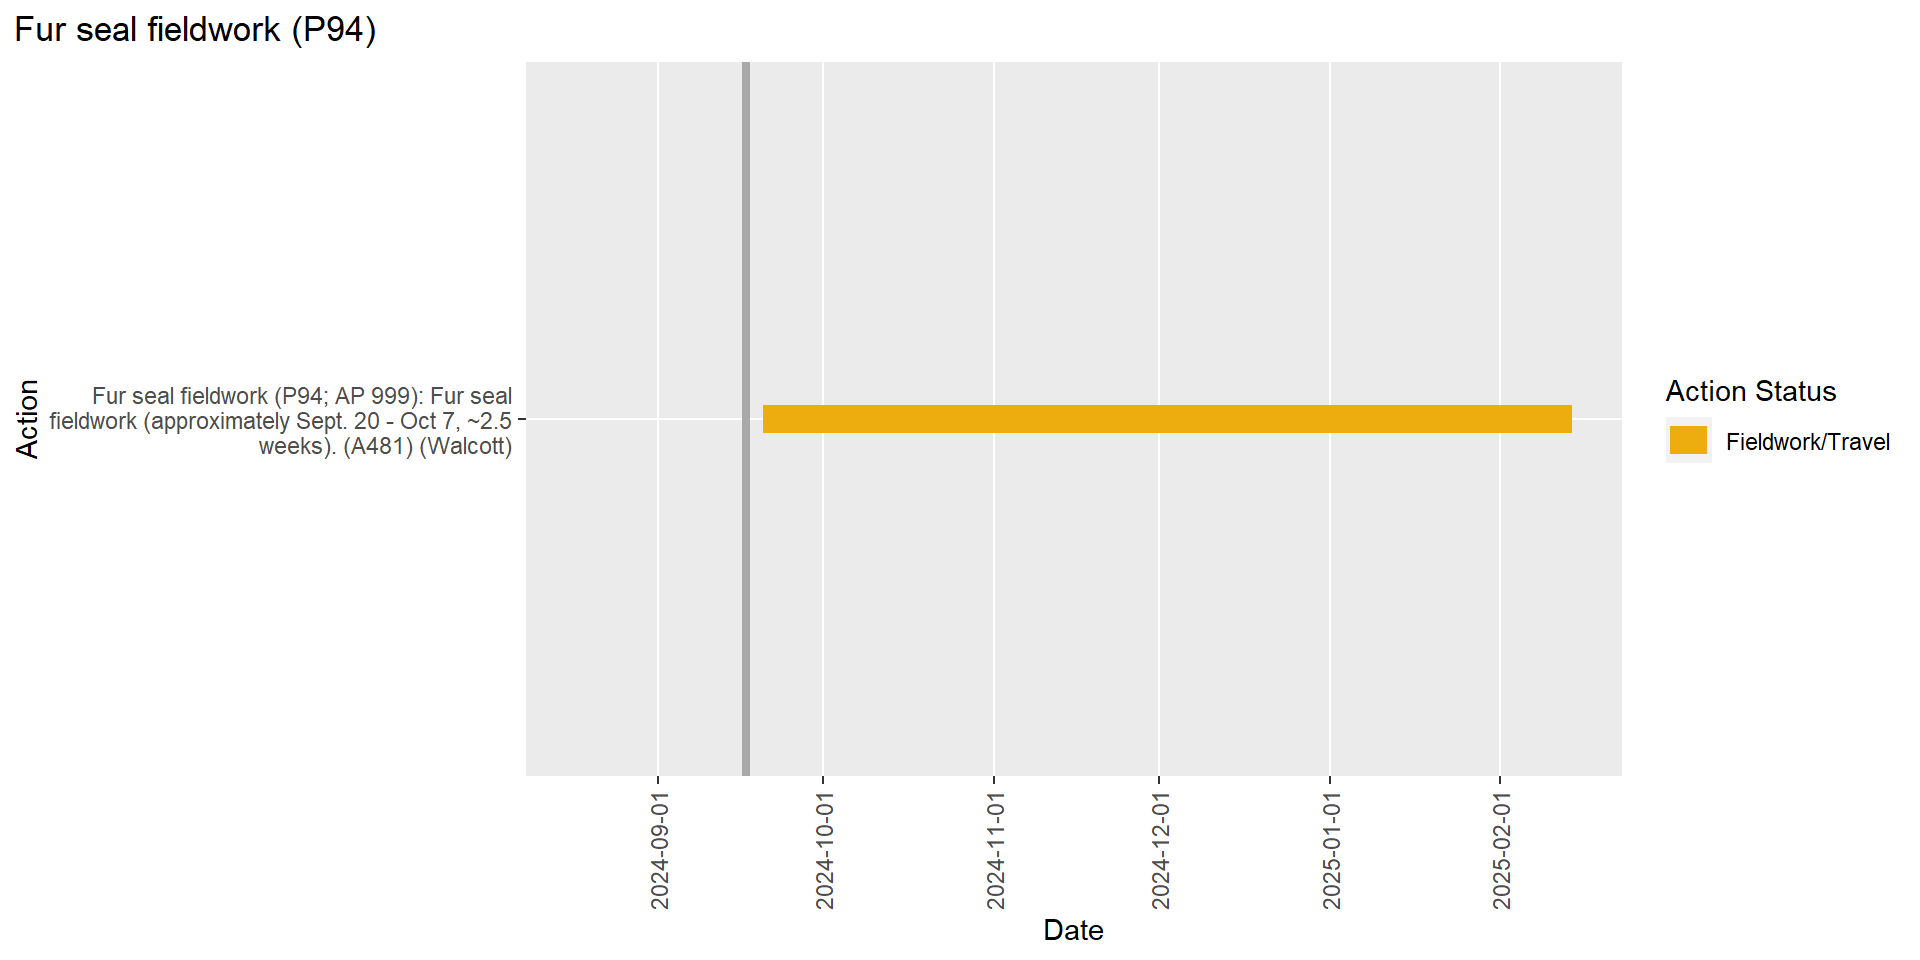 Fur seal fieldwork (P94)
Action
Fur seal fieldwork (P94; AP 999): Fur seal
fieldwork (approximately Sept. 20 - Oct 7, ~2.5
weeks). (A481) (Walcott)
2024-09-01
2024-10-01
2024-11-01
2024-12-01
2025-01-01
2025-02-01
Date
Action Status
Fieldwork/Travel